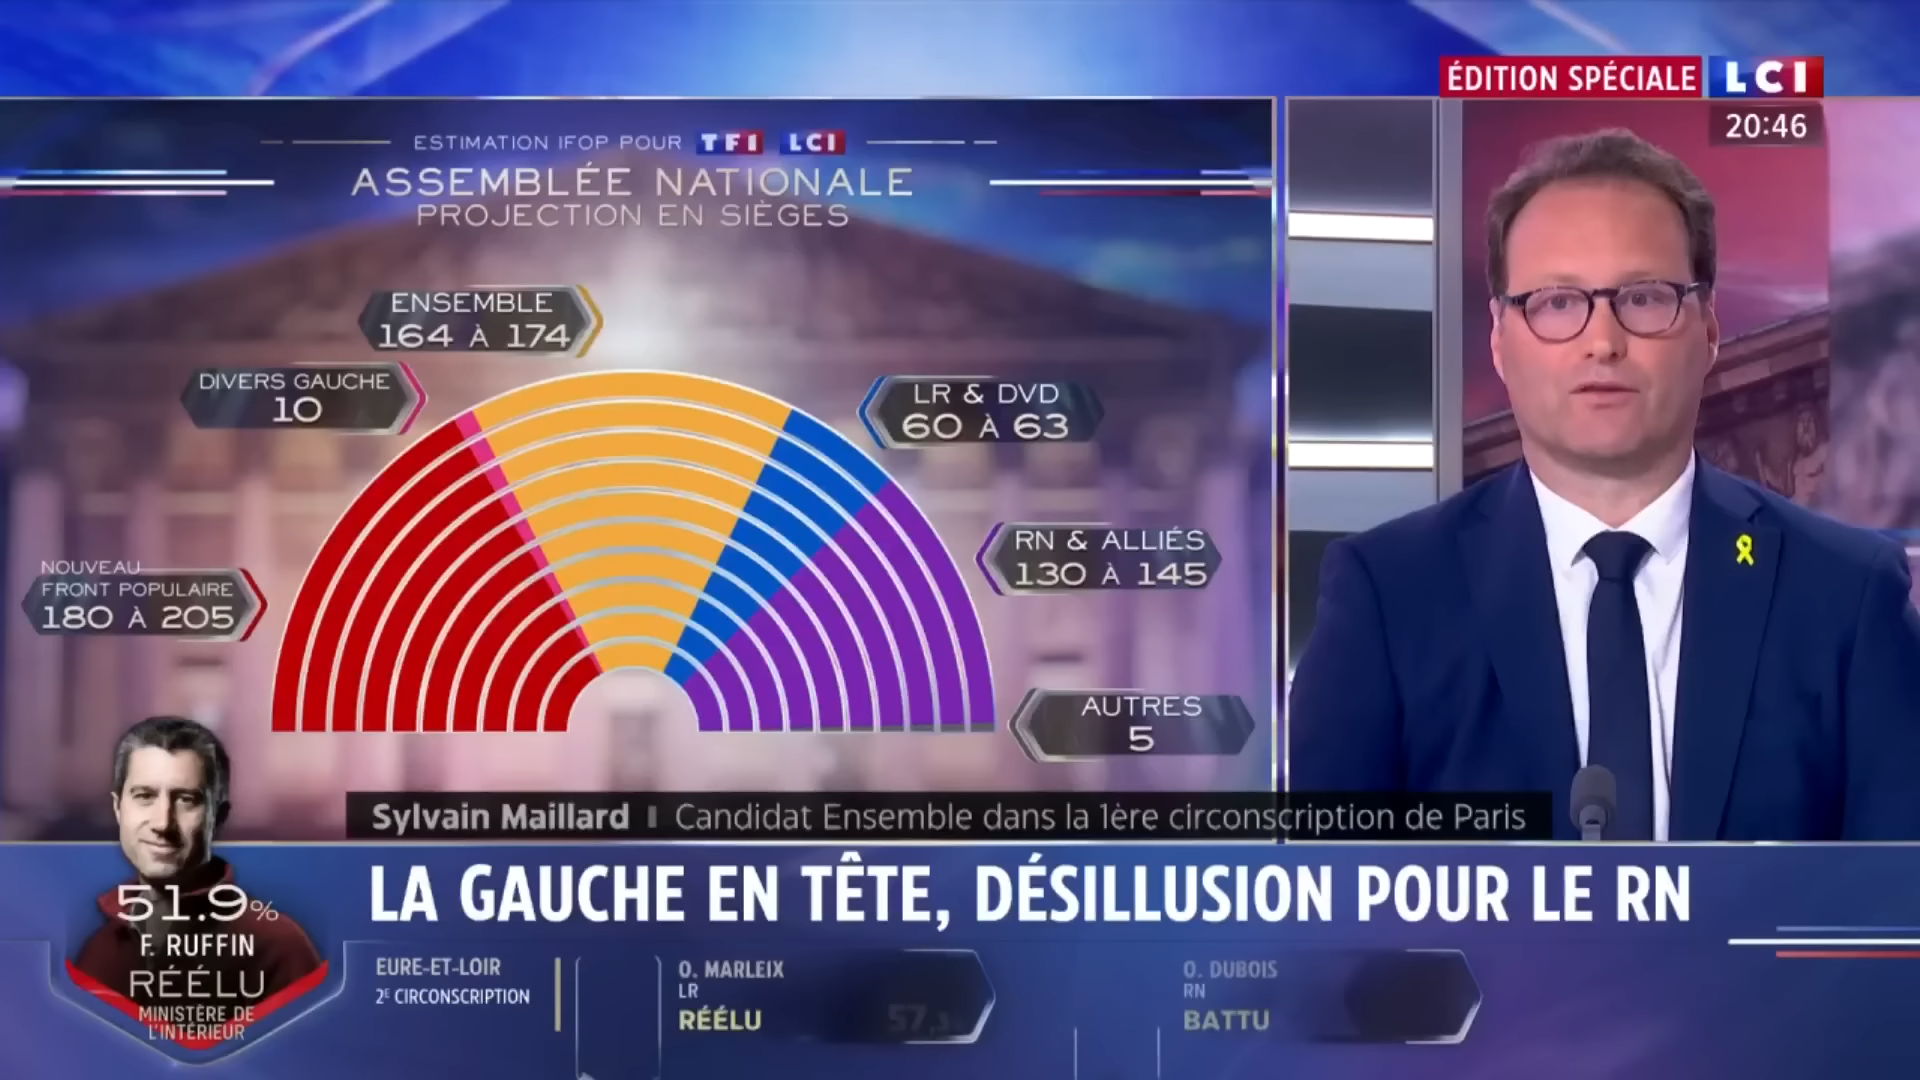 ÉDITION SPÉCIALE LCI
20:46
ESTIMATION IFOP POUR TF1 LCI
ASSEMBLÉE NATIONALE
PROJECTION EN SIÈGES
ENSEMBLE
164 À 174
DIVERS GAUCHE
10
LR & DVD
60 À 63
RN & ALLIÉS
130 À 145
NOUVEAU
FRONT POPULAIRE
180 À 205
AUTRES
5
Sylvain Maillard | Candidat Ensemble dans la 1ère circonscription de Paris
LA GAUCHE EN TÊTE, DÉSILLUSION POUR LE RN
51.9%
F. RUFFIN
RÉÉLU
MINISTÈRE DE
L'INTÉRIEUR
EURE-ET-LOIR
2E CIRCONSCRIPTION
O. MARLEIX
LR
RÉÉLU
O. DUBOIS
RN
BATTU